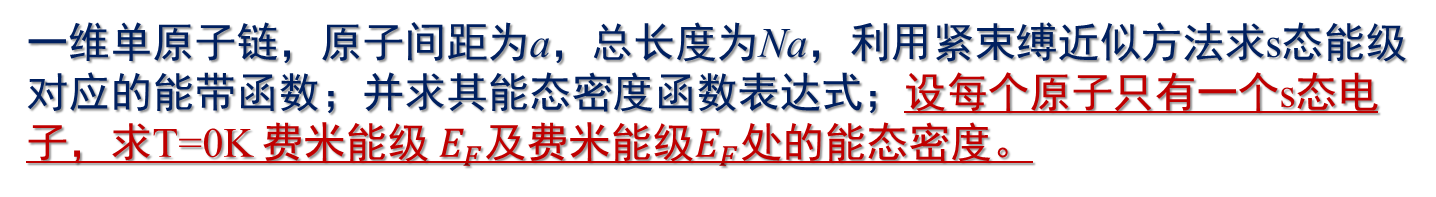 一维单原子链，原子间距为a，总长度为Na，利用紧束缚近似方法求s态能级
对应的能带函数；并求其能态密度函数表达式；设每个原子只有一个s态电
子，求T=0K 费米能级 E_F及费米能级E_F处的能态密度。